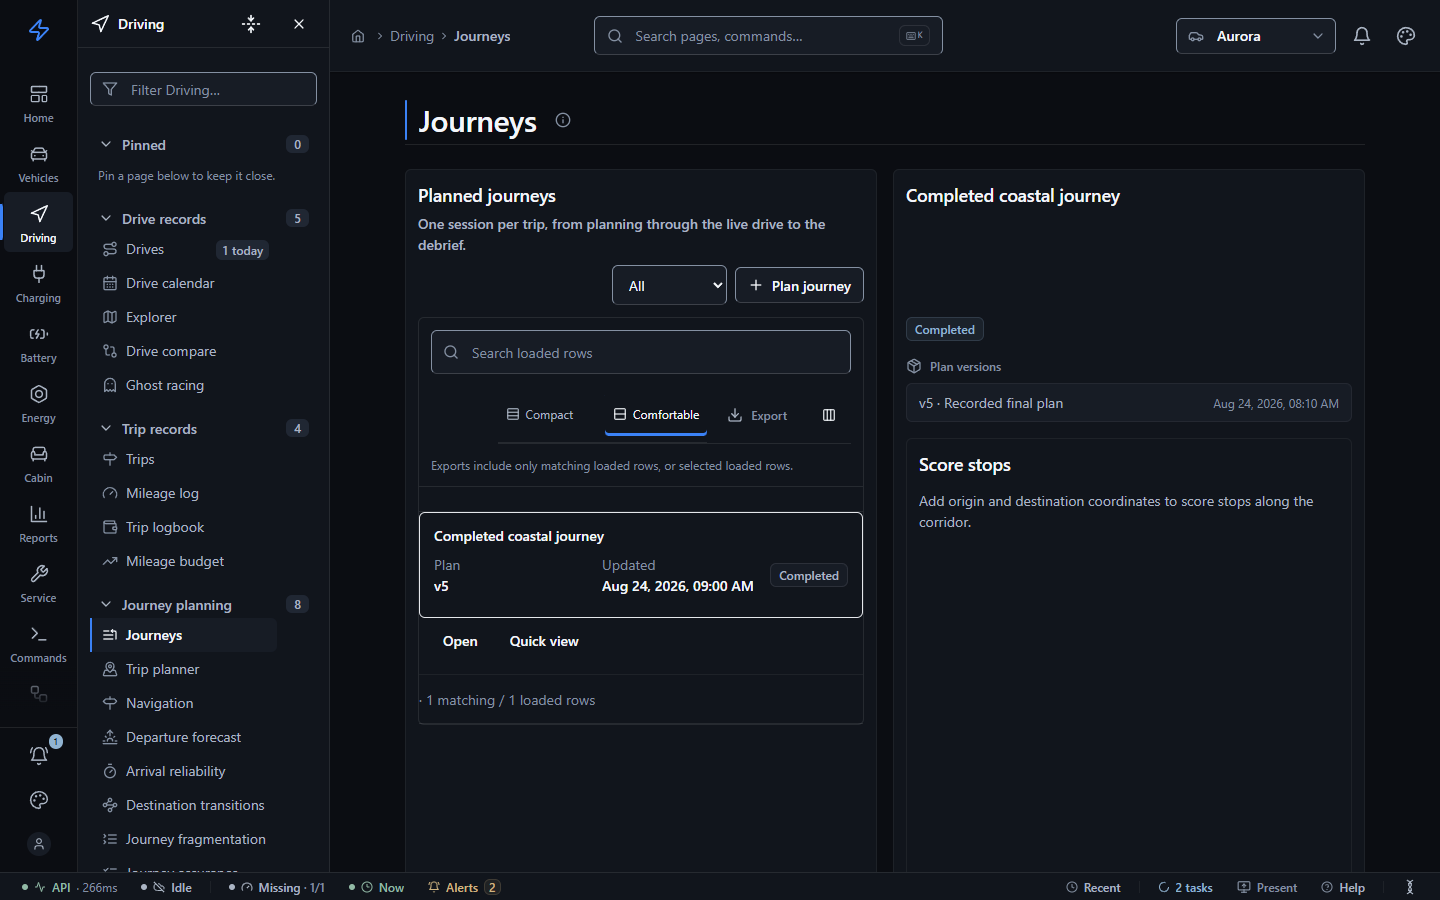 Driving
Driving
Journeys
Search pages, commands...
K
Aurora
Home
Vehicles
Driving
Charging
Battery
Energy
Cabin
Reports
Service
Commands
1
Filter Driving...
Pinned
0
Pin a page below to keep it close.
Drive records
5
Drives
1 today
Drive calendar
Explorer
Drive compare
Ghost racing
Trip records
4
Trips
Mileage log
Trip logbook
Mileage budget
Journey planning
8
Journeys
Trip planner
Navigation
Departure forecast
Arrival reliability
Destination transitions
Journey fragmentation
Journeys
Planned journeys
One session per trip, from planning through the live drive to the
debrief.
All
Plan journey
Search loaded rows
Compact
Comfortable
Export
Exports include only matching loaded rows, or selected loaded rows.
Completed coastal journey
Plan
Updated
v5
Aug 24, 2026, 09:00 AM
Completed
Open
Quick view
· 1 matching / 1 loaded rows
Completed coastal journey
Completed
Plan versions
v5 · Recorded final plan
Aug 24, 2026, 08:10 AM
Score stops
Add origin and destination coordinates to score stops along the
corridor.
API · 266ms
Idle
Missing · 1/1
Now
Alerts 2
Recent
2 tasks
Present
Help